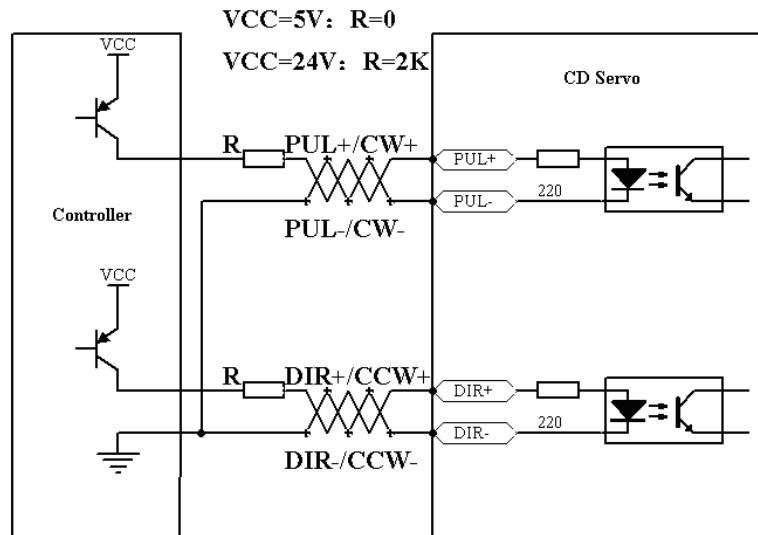 VCC=5V：R=0
VCC=24V：R=2K
VCC
CD Servo
R
PUL+/CW+
PUL+
220
PUL-
PUL-/CW-
Controller
VCC
R
DIR+/CCW+
DIR+
220
DIR-
DIR-/CCW-